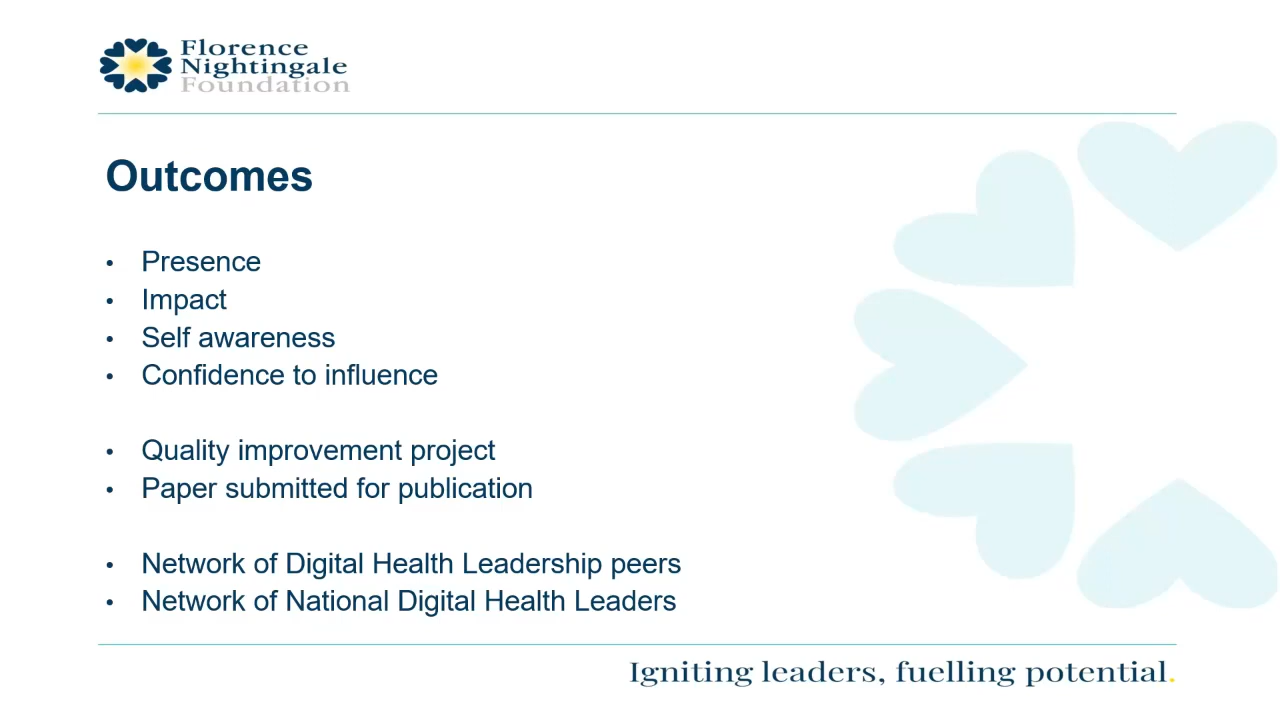 Florence
Nightingale
Foundation
Outcomes
• Presence
• Impact
• Self awareness
• Confidence to influence
• Quality improvement project
• Paper submitted for publication
• Network of Digital Health Leadership peers
• Network of National Digital Health Leaders
Igniting leaders, fuelling potential.